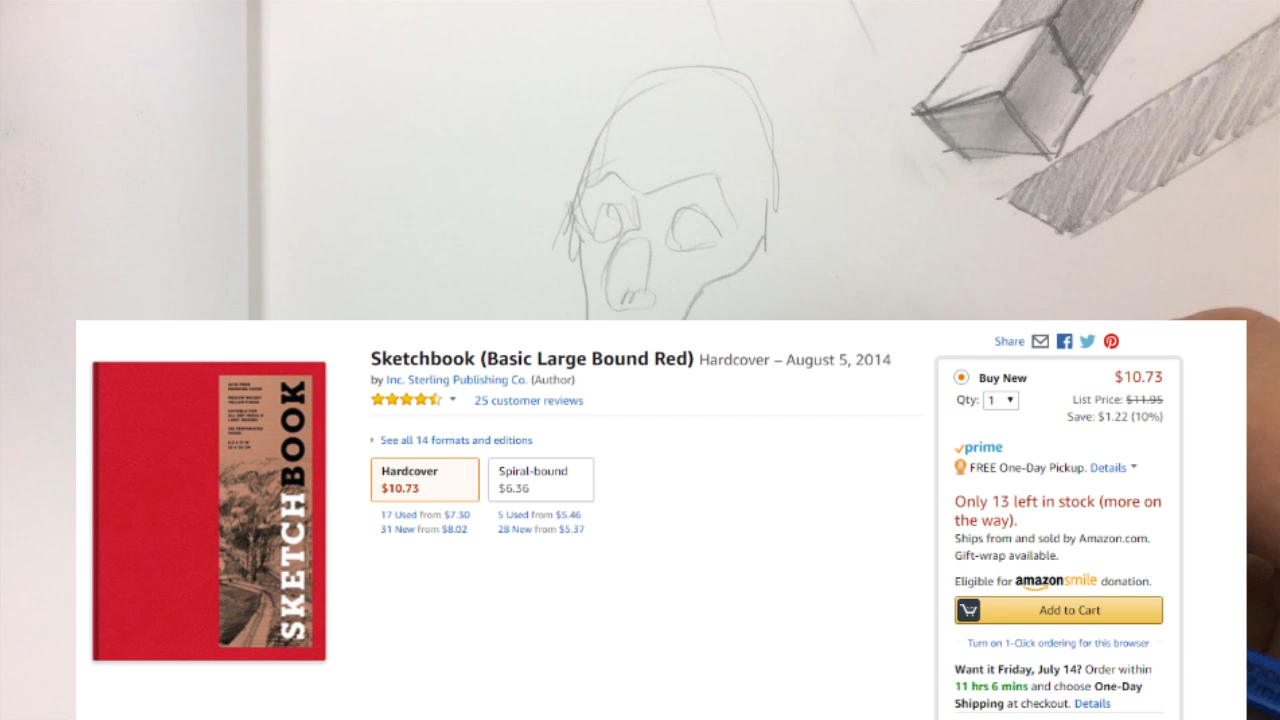 Share
Sketchbook (Basic Large Bound Red) Hardcover – August 5, 2014
by Inc. Sterling Publishing Co. (Author)
25 customer reviews
See all 14 formats and editions
Hardcover
$10.73
Spiral-bound
$6.36
17 Used from $7.30
31 New from $8.02
5 Used from $5.46
28 New from $5.37
SKETCHBOOK
Buy New
$10.73
Qty: 1
List Price: $11.95
Save: $1.22 (10%)
prime
FREE One-Day Pickup. Details
Only 13 left in stock (more on
the way).
Ships from and sold by Amazon.com.
Gift-wrap available.
Eligible for amazonsmile donation.
Add to Cart
Turn on 1-Click ordering for this browser
Want it Friday, July 14? Order within
11 hrs 6 mins and choose One-Day
Shipping at checkout. Details